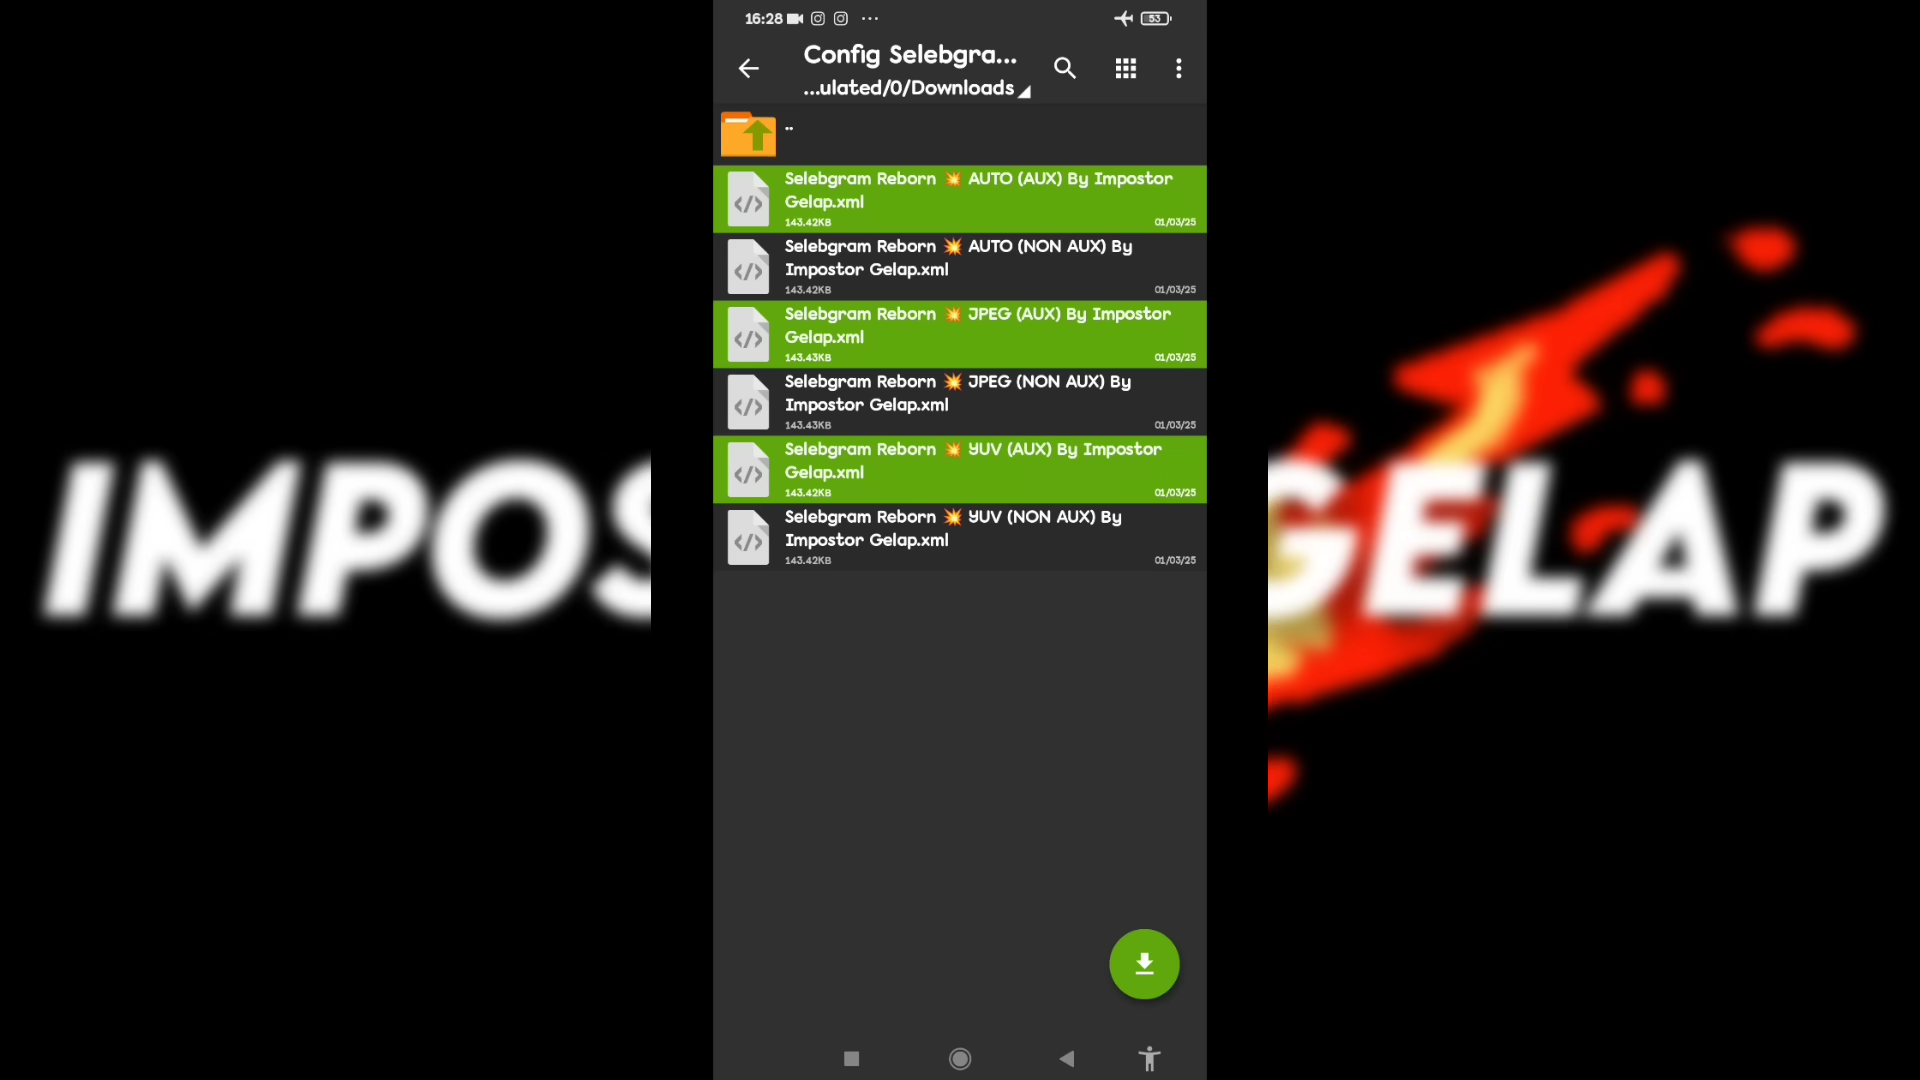 16:28
53
Config Selebgra...
...ulated/0/Downloads
..
Selebgram Reborn 💥 AUTO (AUX) By Impostor
Gelap.xml
143.42KB 01/03/25
Selebgram Reborn 💥 AUTO (NON AUX) By
Impostor Gelap.xml
143.42KB 01/03/25
Selebgram Reborn 💥 JPEG (AUX) By Impostor
Gelap.xml
143.43KB 01/03/25
Selebgram Reborn 💥 JPEG (NON AUX) By
Impostor Gelap.xml
143.43KB 01/03/25
Selebgram Reborn 💥 YUV (AUX) By Impostor
Gelap.xml
143.42KB 01/03/25
Selebgram Reborn 💥 YUV (NON AUX) By
Impostor Gelap.xml
143.42KB 01/03/25
IMPOS GELAP